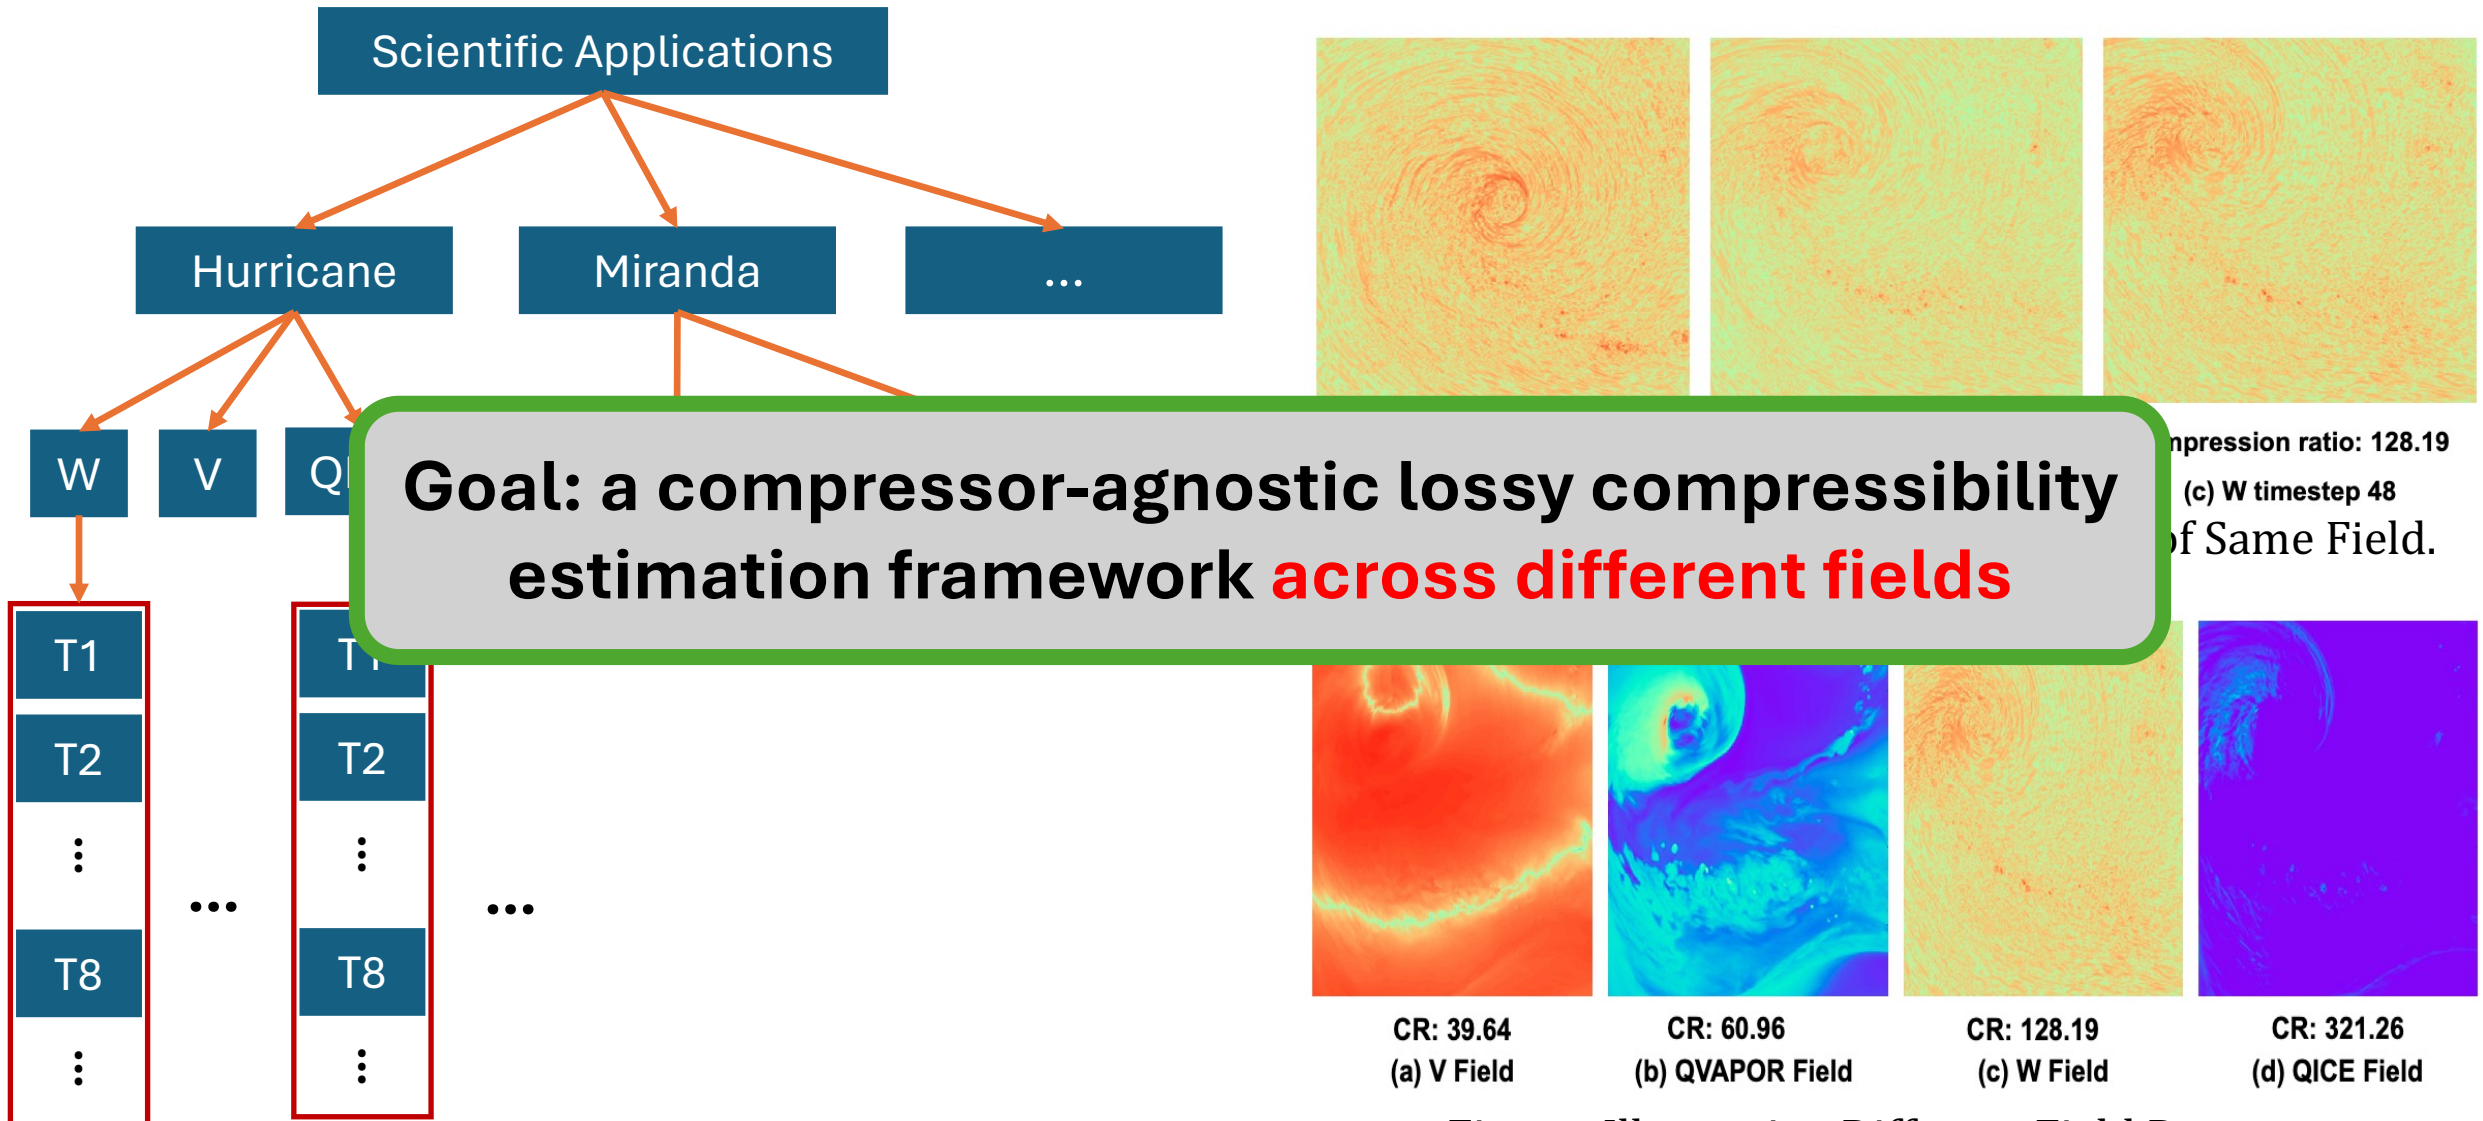 Scientific Applications
Hurricane
Miranda
...
W
V
T1
T2
⋮
T8
⋮
...
T1
T2
⋮
T8
⋮
...
Goal: a compressor-agnostic lossy compressibility
estimation framework across different fields
ratio: 128.19
(c) W timestep 48
of Same Field.
CR: 39.64
(a) V Field
CR: 60.96
(b) QVAPOR Field
CR: 128.19
(c) W Field
CR: 321.26
(d) QICE Field